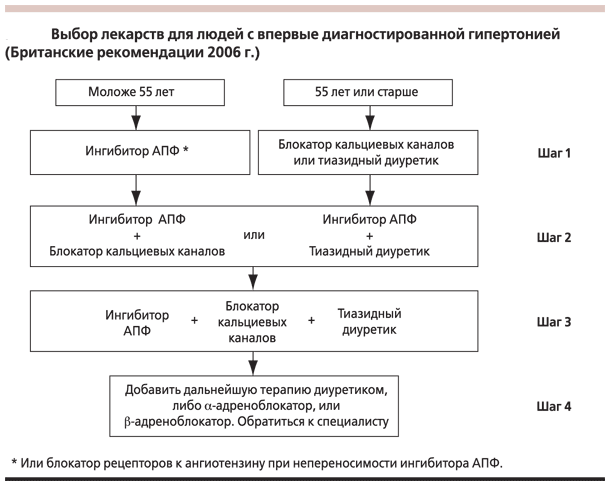 Выбор лекарств для людей с впервые диагностированной гипертонией
(Британские рекомендации 2006 г.)
Моложе 55 лет
55 лет или старше
Ингибитор АПФ *
Блокатор кальциевых каналов
или тиазидный диуретик
Шаг 1
Ингибитор АПФ
+
Блокатор кальциевых каналов
или
Ингибитор АПФ
+
Тиазидный диуретик
Шаг 2
Ингибитор
АПФ
+
Блокатор
кальциевых
каналов
+
Тиазидный
диуретик
Шаг 3
Добавить дальнейшую терапию диуретиком,
либо α-адреноблокатор, или
β-адреноблокатор. Обратиться к специалисту
Шаг 4
* Или блокатор рецепторов к ангиотензину при непереносимости ингибитора АПФ.